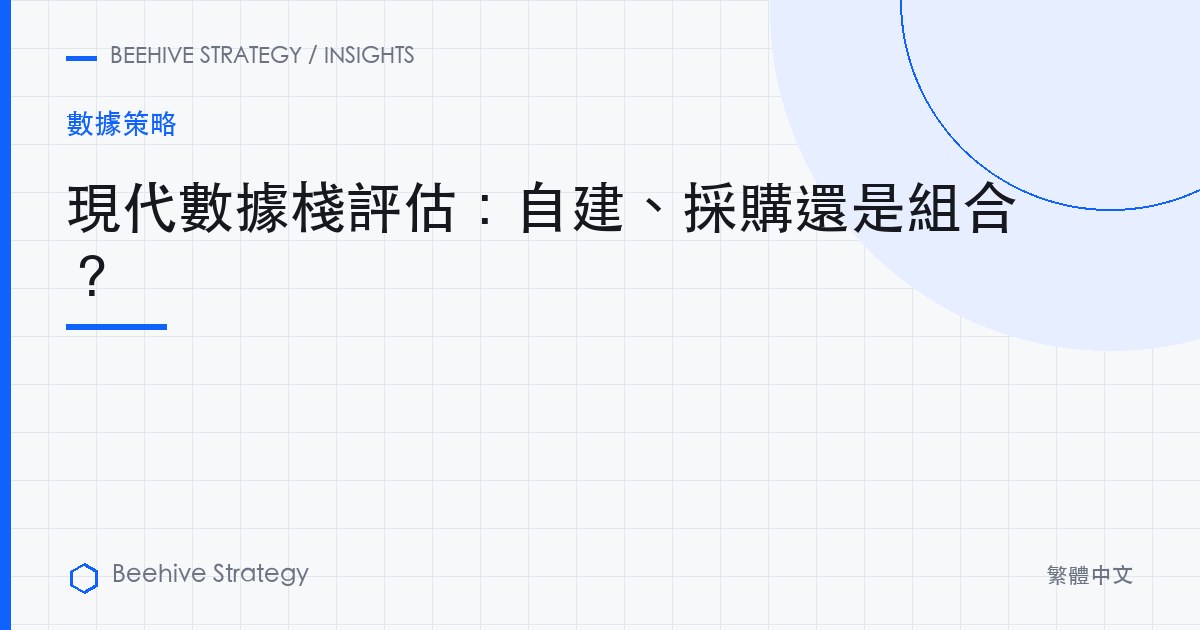 BEEHIVE STRATEGY / INSIGHTS
數據策略
現代數據棧評估：自建、採購還是組合
？
Beehive Strategy
繁體中文